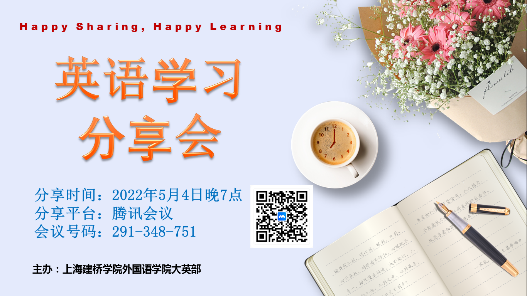 Happy Sharing, Happy Learning
英语学习
分享会
分享时间：2022年5月4日晚7点
分享平台：腾讯会议
会议号码：291-348-751
主办：上海建桥学院外国语学院大英部